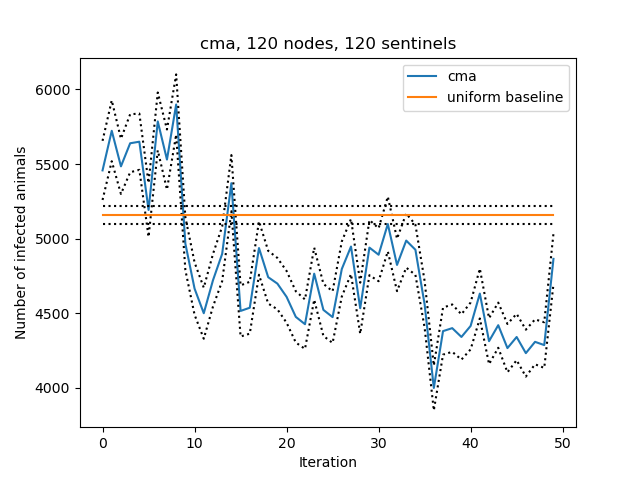 cma, 120 nodes, 120 sentinels
cma
uniform baseline
6000
5500
5000
4500
4000
Number of infected animals
0 10 20 30 40 50
Iteration